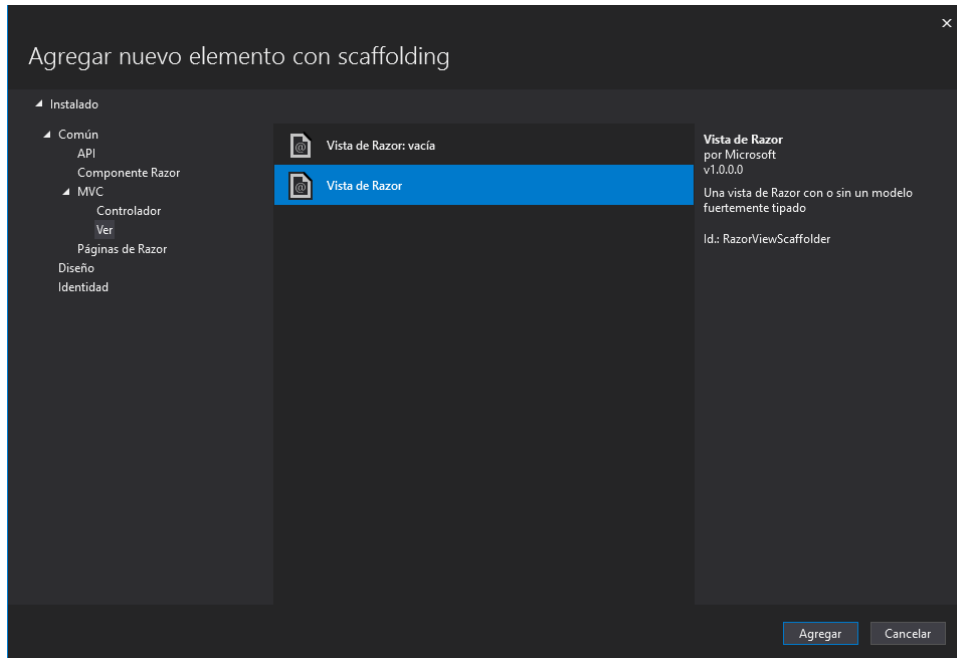 Agregar nuevo elemento con scaffolding
Instalado
Común
API
Componente Razor
MVC
Controlador
Ver
Páginas de Razor
Diseño
Identidad
Vista de Razor: vacía
Vista de Razor
Vista de Razor
por Microsoft
v1.0.0.0
Una vista de Razor con o sin un modelo
fuertemente tipado
Id.: RazorViewScaffolder
Agregar
Cancelar